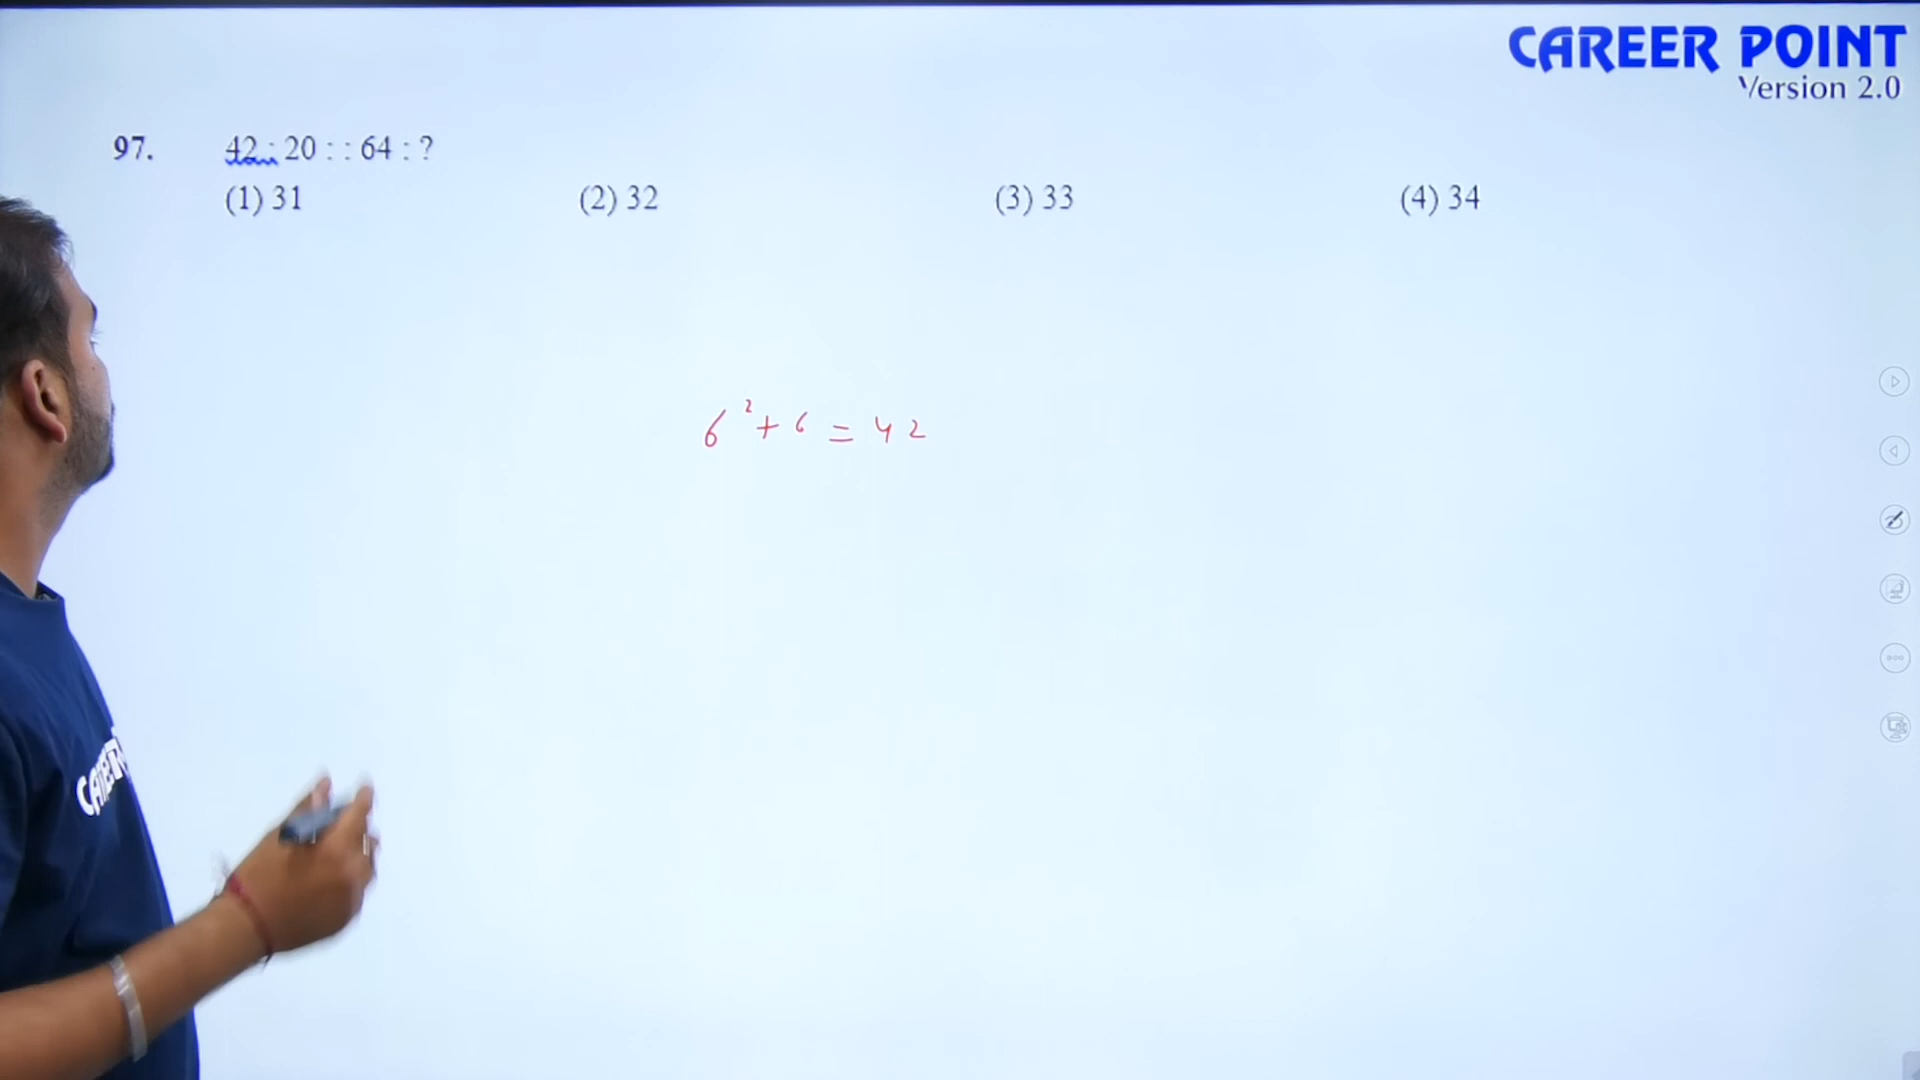 CAREER POINT
Version 2.0
97. 42 : 20 : : 64 : ?
(1) 31 (2) 32 (3) 33 (4) 34
6² + 6 = 42